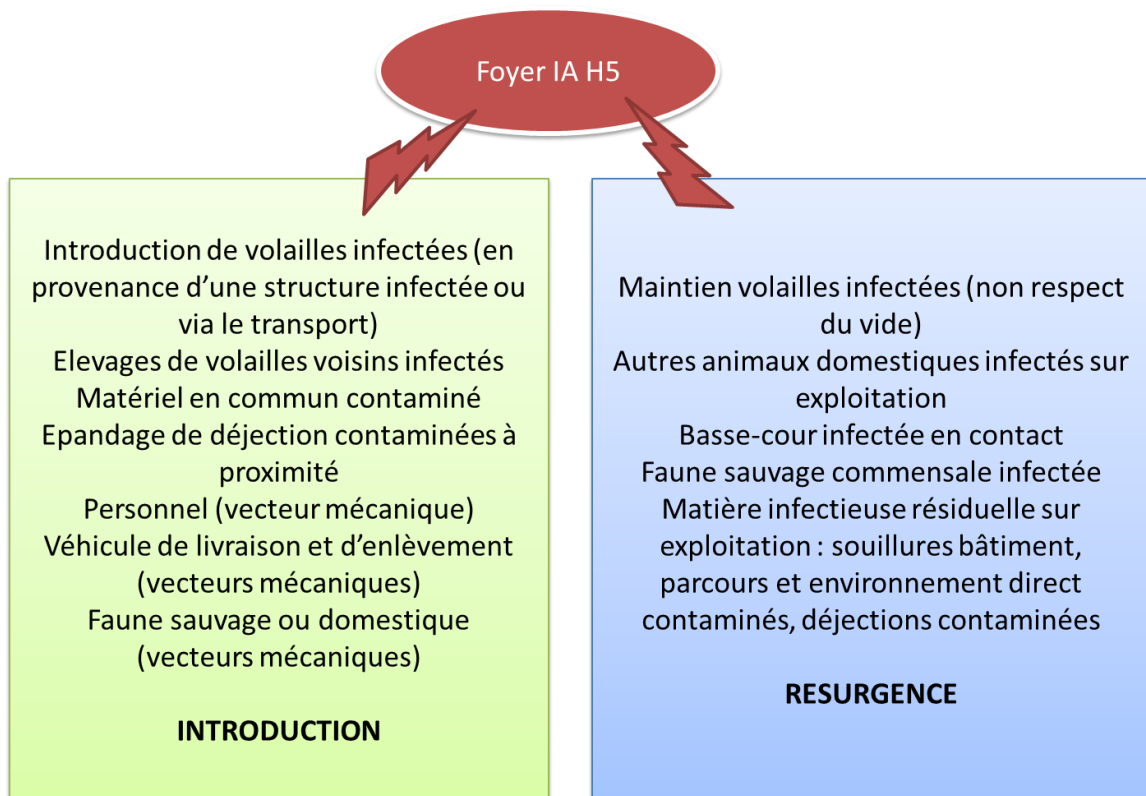 Foyer IA H5
Introduction de volailles infectées (en
provenance d’une structure infectée ou
via le transport)
Elevages de volailles voisins infectés
Matériel en commun contaminé
Epandage de déjection contaminées à
proximité
Personnel (vecteur mécanique)
Véhicule de livraison et d’enlèvement
(vecteurs mécaniques)
Faune sauvage ou domestique
(vecteurs mécaniques)
INTRODUCTION
Maintien volailles infectées (non respect
du vide)
Autres animaux domestiques infectés sur
exploitation
Basse-cour infectée en contact
Faune sauvage commensale infectée
Matière infectieuse résiduelle sur
exploitation : souillures bâtiment,
parcours et environnement direct
contaminés, déjections contaminées
RESURGENCE